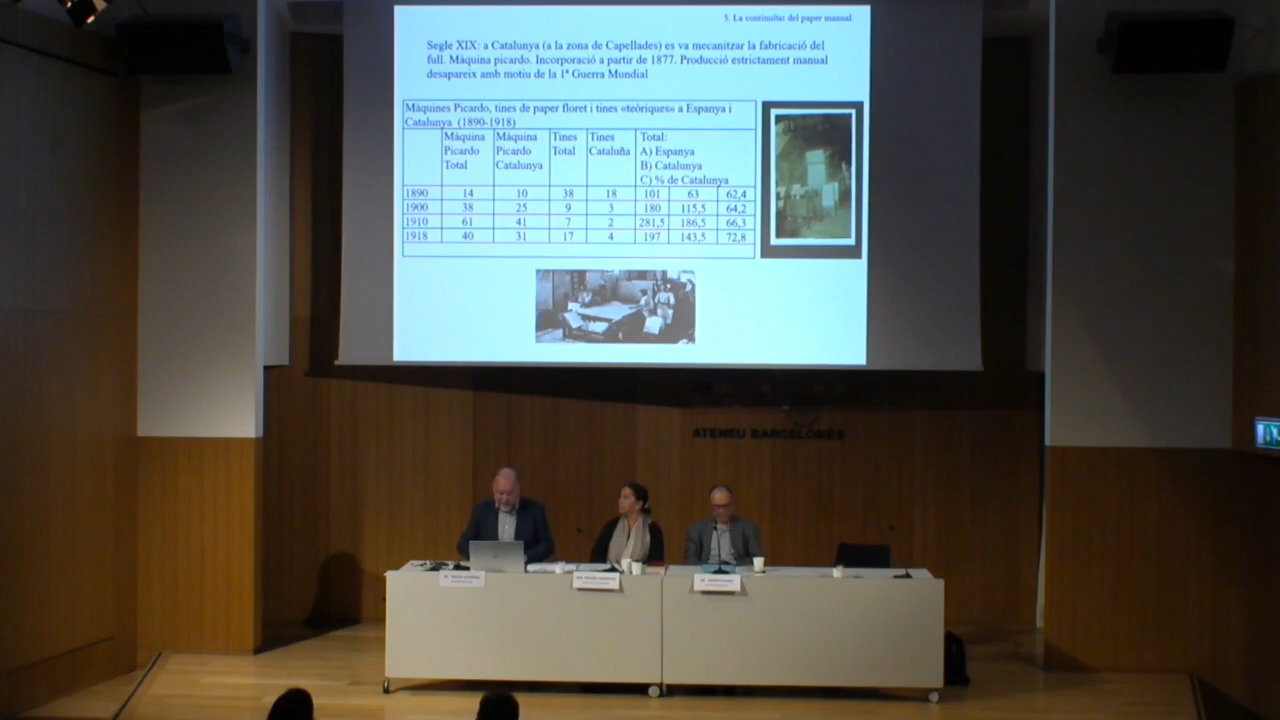 5. La continuïtat del paper manual
Segle XIX: a Catalunya (a la zona de Capellades) es va mecanitzar la fabricació del
full. Màquina picardo. Incorporació a partir de 1877. Producció estrictament manual
desapareix amb motiu de la 1ª Guerra Mundial
Màquines Picardo, tines de paper floret i tines «teòriques» a Espanya i
Catalunya (1890-1918)
Màquina Picardo Total Màquina Picardo Catalunya Tines Total Tines Cataluña Total: A) Espanya B) Catalunya C) % de Catalunya
1890 14 10 38 18 101 63 62,4
1900 38 25 9 3 180 115,5 64,2
1910 61 41 7 2 281,5 186,5 66,3
1918 40 31 17 4 197 143,5 72,8
ATENEU BARCELONÈS